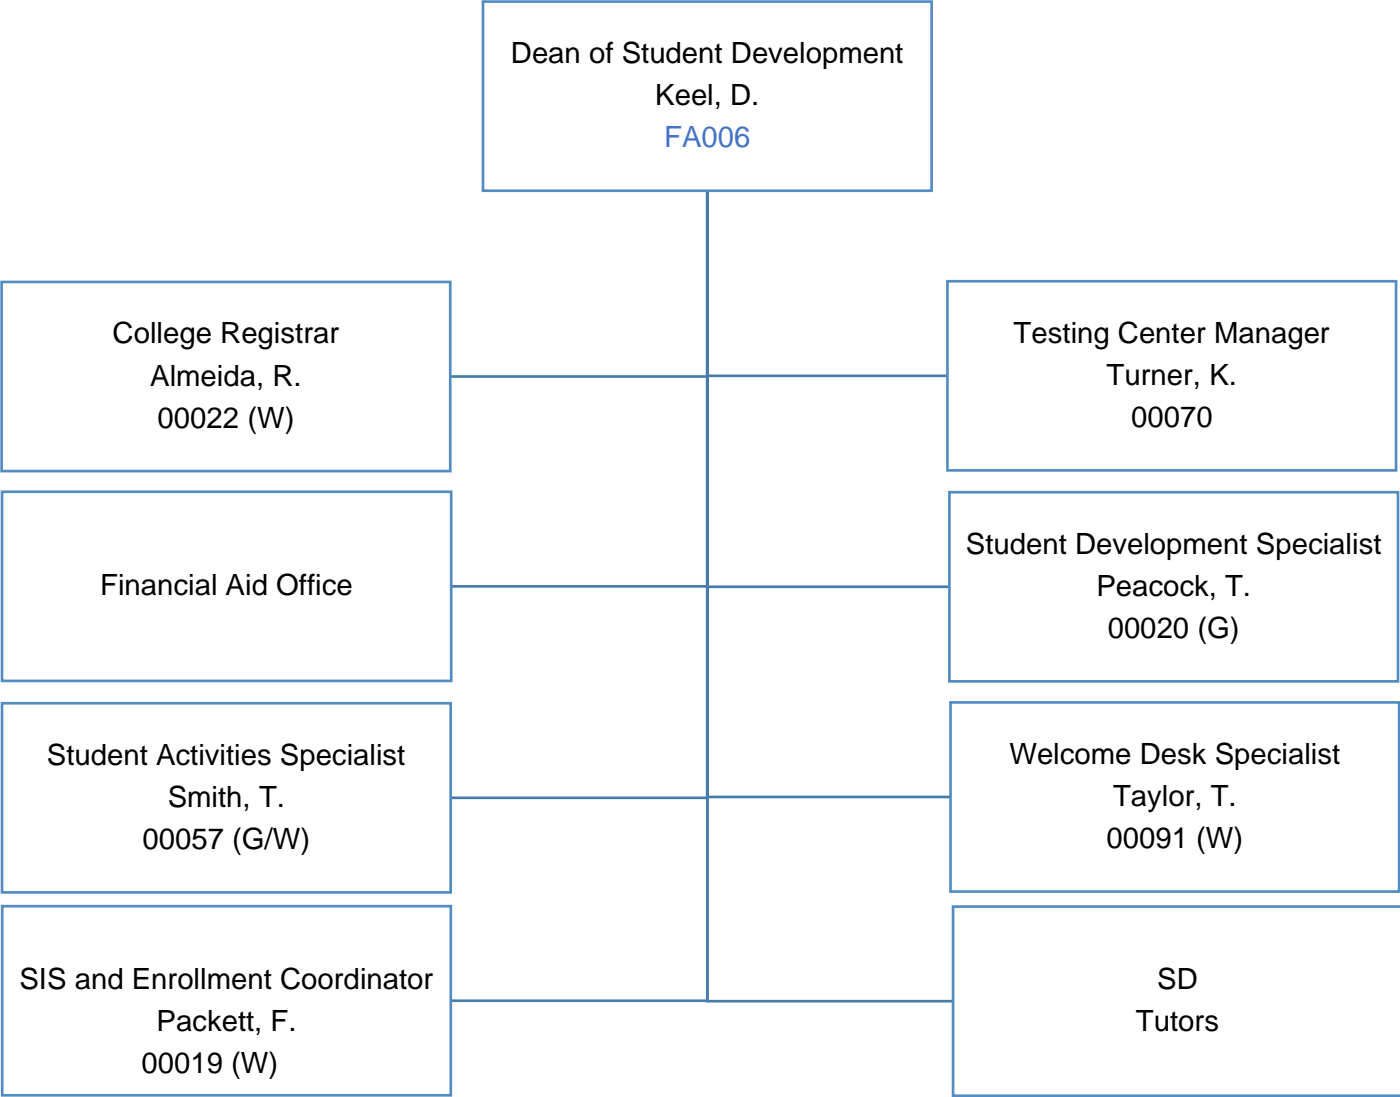 Dean of Student Development
Keel, D.
FA006
College Registrar
Almeida, R.
00022 (W)
Testing Center Manager
Turner, K.
00070
Financial Aid Office
Student Development Specialist
Peacock, T.
00020 (G)
Student Activities Specialist
Smith, T.
00057 (G/W)
Welcome Desk Specialist
Taylor, T.
00091 (W)
SIS and Enrollment Coordinator
Packett, F.
00019 (W)
SD
Tutors